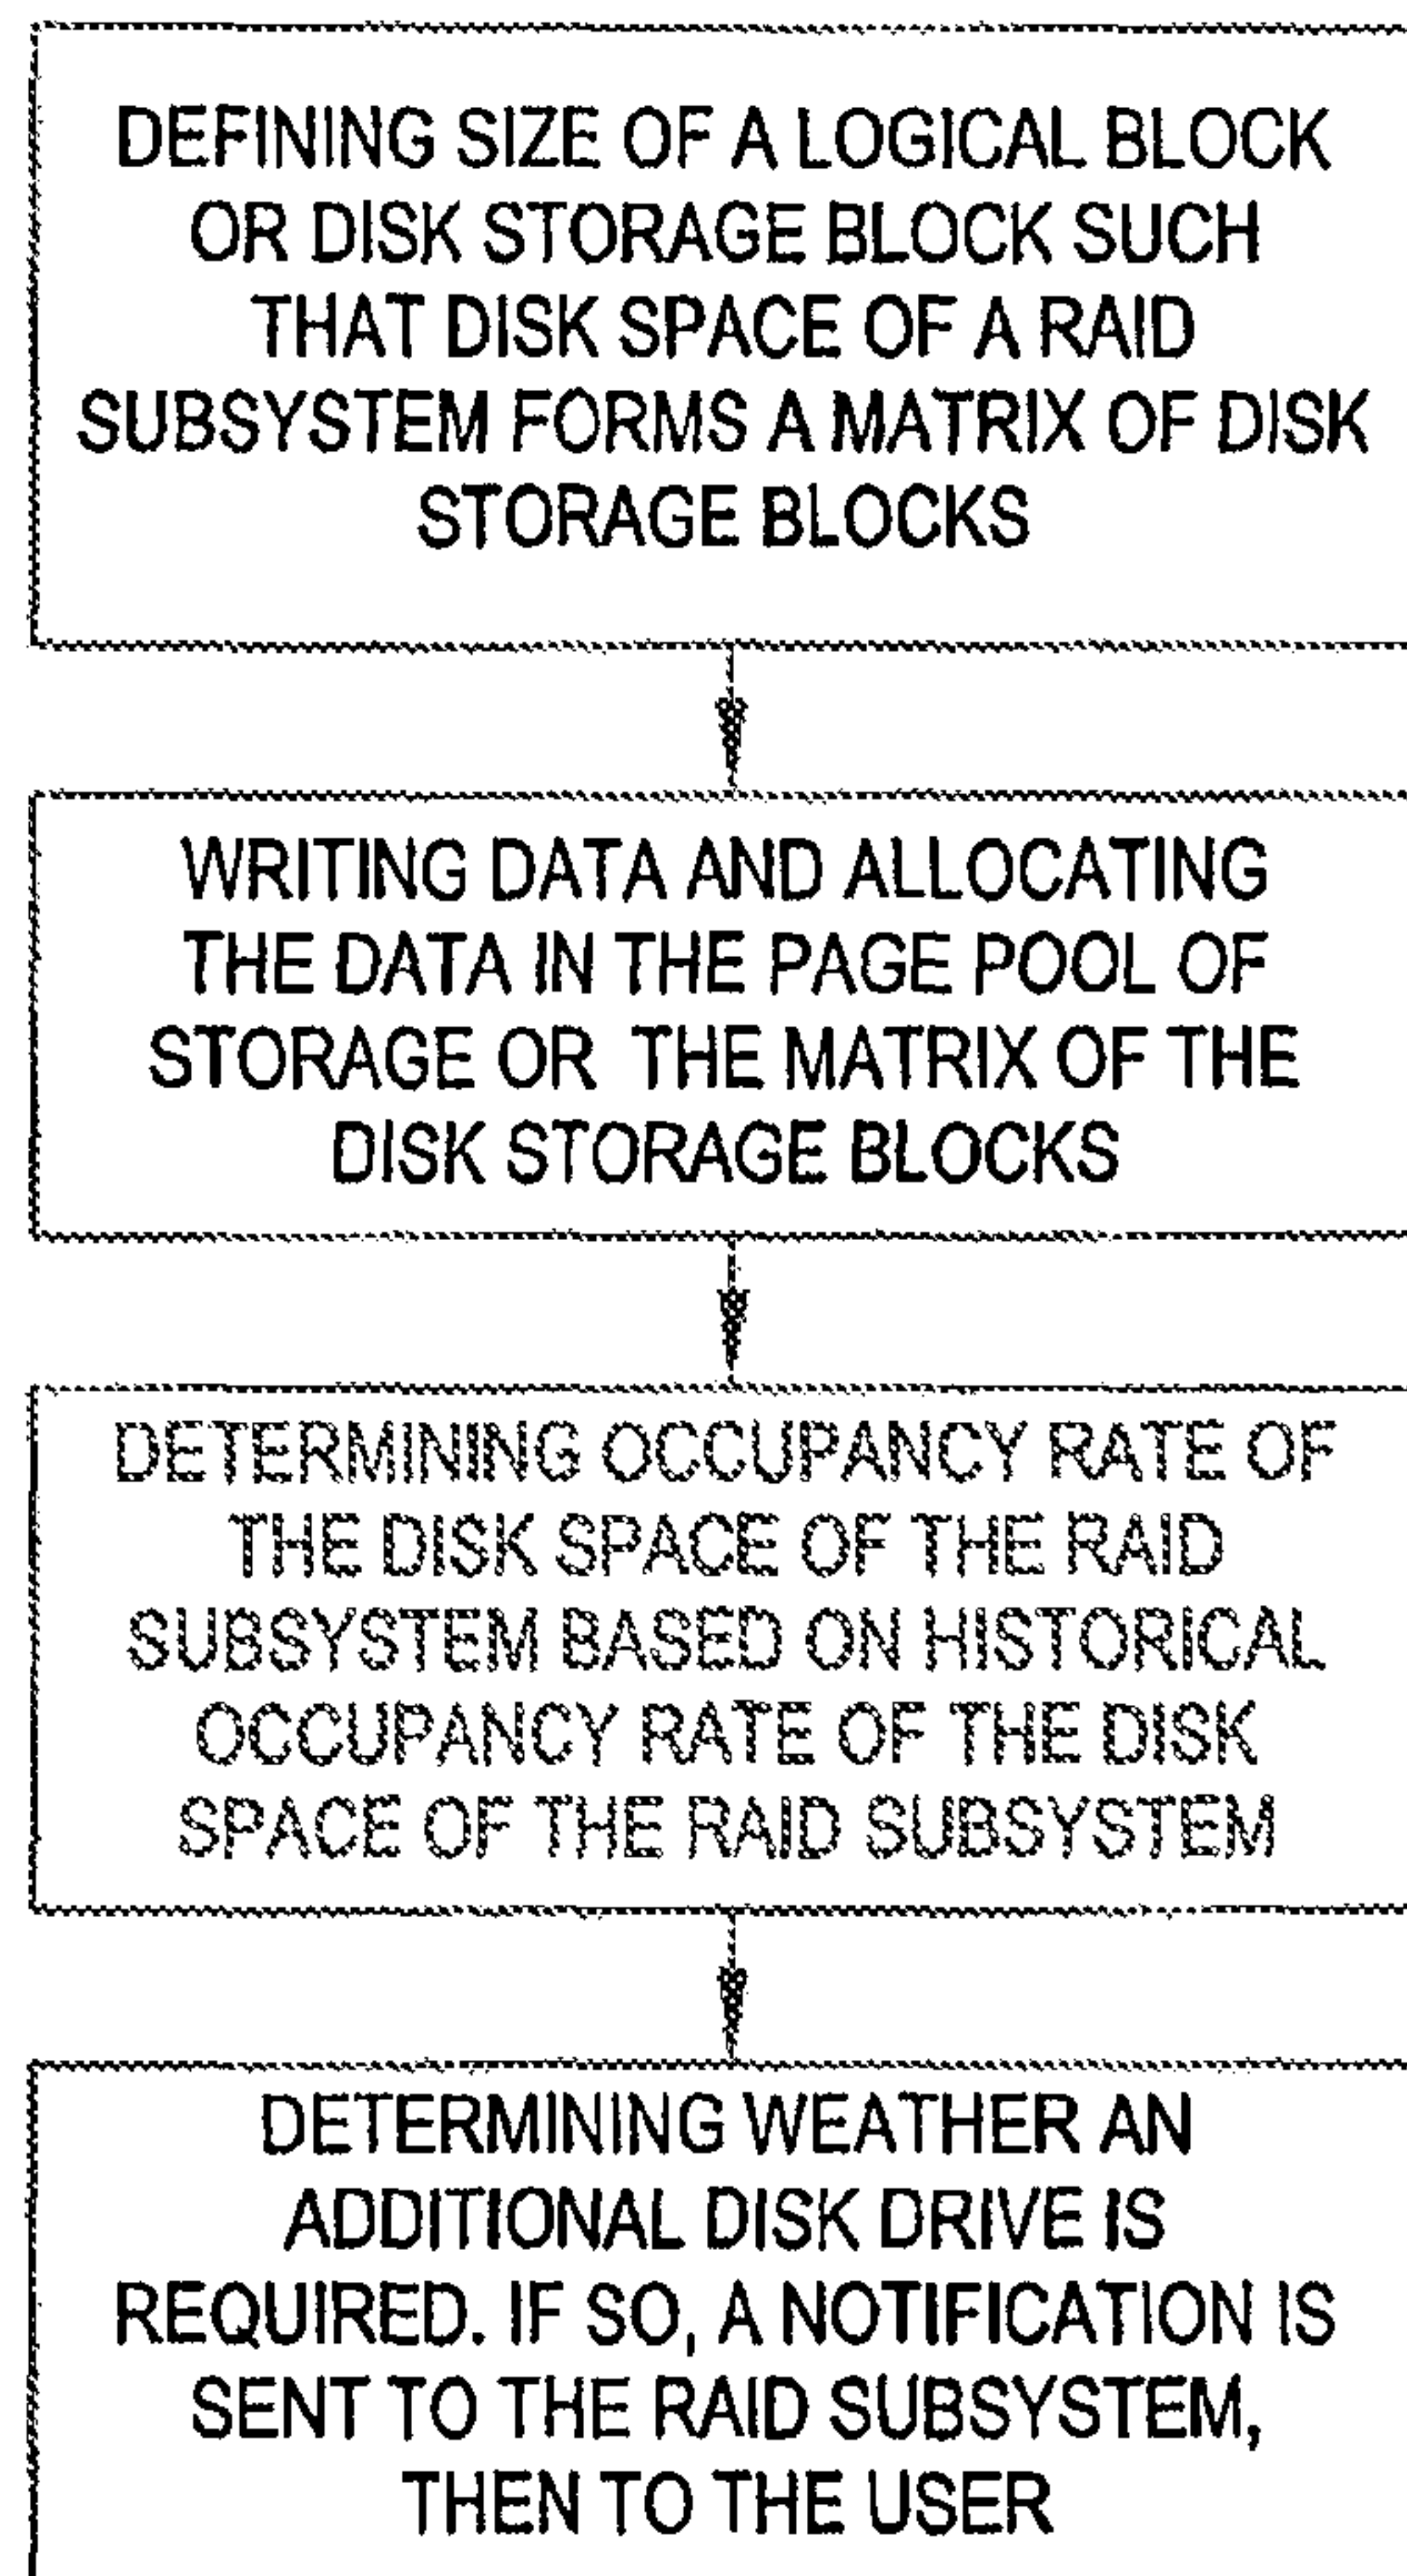 DEFINING SIZE OF A LOGICAL BLOCK
OR DISK STORAGE BLOCK SUCH
THAT DISK SPACE OF A RAID
SUBSYSTEM FORMS A MATRIX OF DISK
STORAGE BLOCKS
WRITING DATA AND ALLOCATING
THE DATA IN THE PAGE POOL OF
STORAGE OR THE MATRIX OF THE
DISK STORAGE BLOCKS
DETERMINING OCCUPANCY RATE OF
THE DISK SPACE OF THE RAID
SUBSYSTEM BASED ON HISTORICAL
OCCUPANCY RATE OF THE DISK
SPACE OF THE RAID SUBSYSTEM
DETERMINING WEATHER AN
ADDITIONAL DISK DRIVE IS
REQUIRED. IF SO, A NOTIFICATION IS
SENT TO THE RAID SUBSYSTEM,
THEN TO THE USER